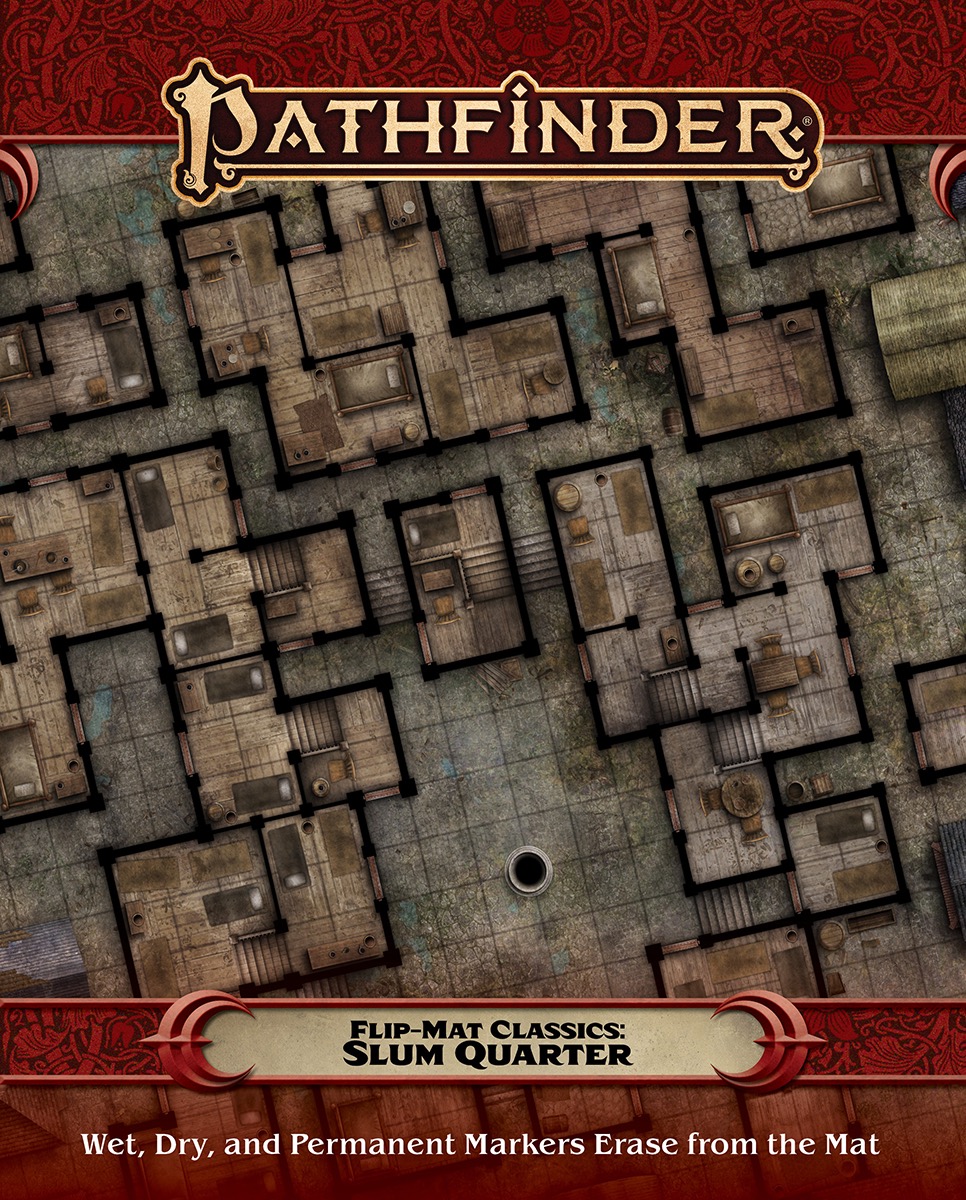 PATHFINDER®
FLIP-MAT CLASSICS:
SLUM QUARTER
Wet, Dry, and Permanent Markers Erase from the Mat